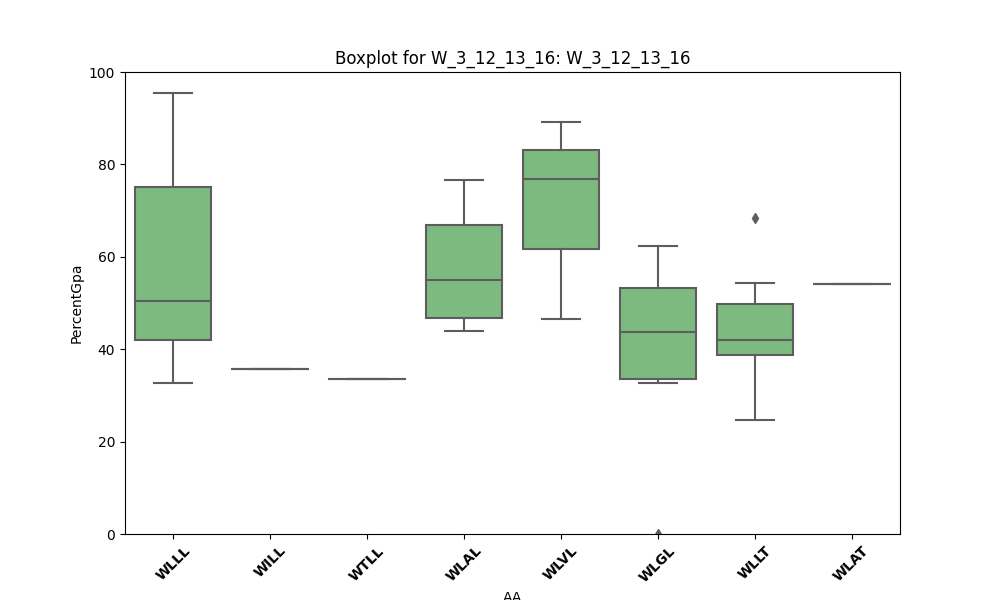 Boxplot for W_3_12_13_16: W_3_12_13_16
PercentGpa
100
80
60
40
20
0
WLLL
WILL
WTLL
WLAL
WLVL
WLGL
WLLT
WLAT
AA